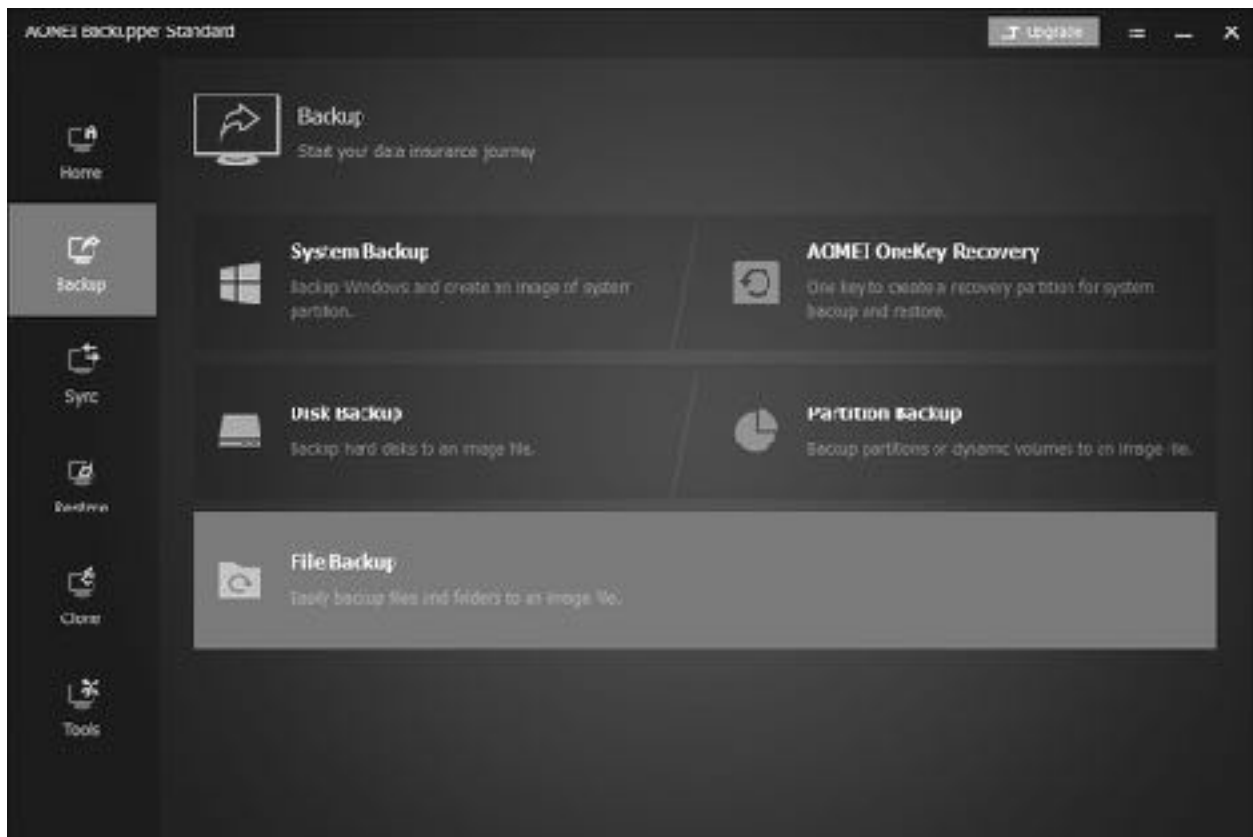 AOMEI Backupper Standard
Upgrade
Home
Backup
Sync
Restore
Clone
Tools
Backup
Start your data insurance journey
System Backup
Backup Windows and create an image of system
partition.
AOMEI OneKey Recovery
One key to create a recovery partition for system
backup and restore.
Disk Backup
Backup hard disks to an image file.
Partition Backup
Backup partitions or dynamic volumes to an image file.
File Backup
Easily backup files and folders to an image file.